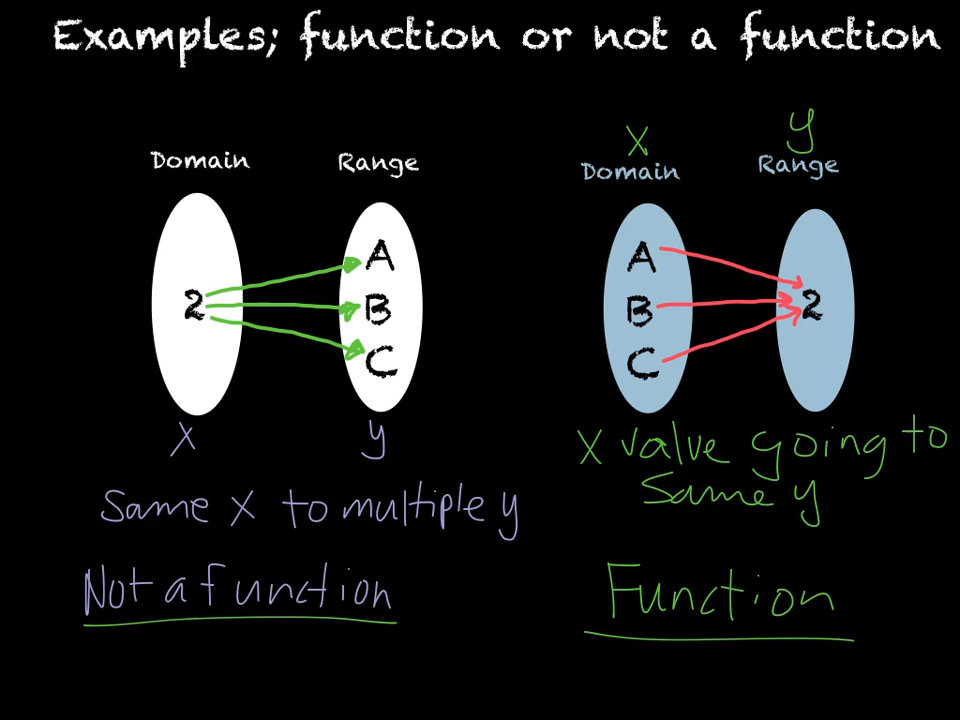 Examples; function or not a function
Domain
Range
2
A
B
C
x
y
Same x to multiple y
Not a function
x
y
Domain
Range
A
B
C
2
x value going to
Same y
Function